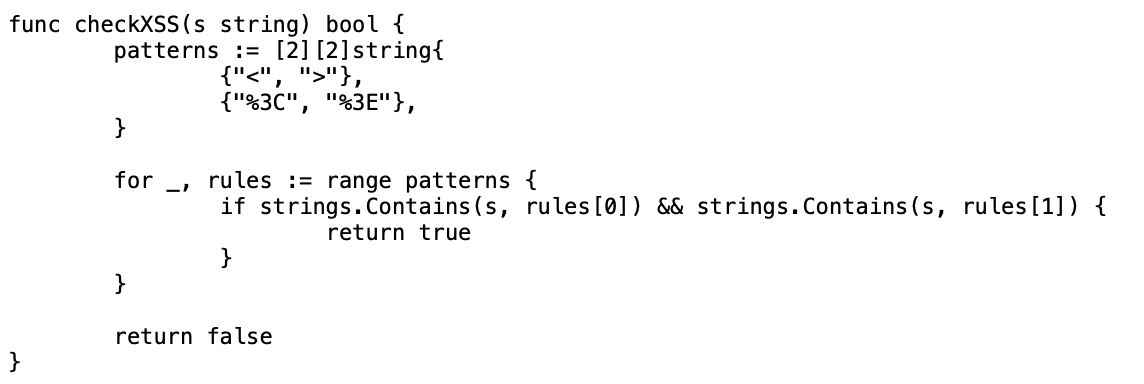 func checkXSS(s string) bool {
        patterns := [2][2]string{
                {"<", ">"},
                {"%3C", "%3E"},
        }

        for _, rules := range patterns {
                if strings.Contains(s, rules[0]) && strings.Contains(s, rules[1]) {
                        return true
                }
        }

        return false
}